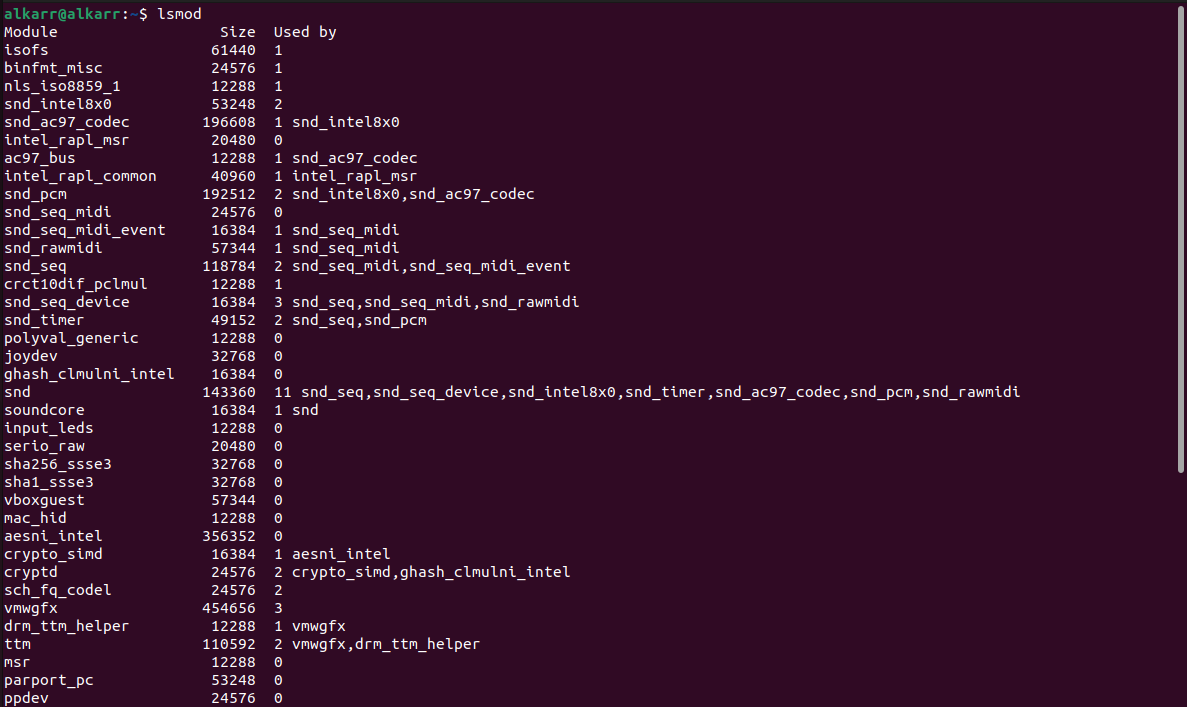 alkarr@alkarr:~$ lsmod
Module                  Size  Used by
isofs                  61440  1
binfmt_misc            24576  1
nls_iso8859_1          12288  1
snd_intel8x0           53248  2
snd_ac97_codec        196608  1 snd_intel8x0
intel_rapl_msr         20480  0
ac97_bus               12288  1 snd_ac97_codec
intel_rapl_common      40960  1 intel_rapl_msr
snd_pcm               192512  2 snd_intel8x0,snd_ac97_codec
snd_seq_midi           24576  0
snd_seq_midi_event     16384  1 snd_seq_midi
snd_rawmidi            57344  1 snd_seq_midi
snd_seq               118784  2 snd_seq_midi,snd_seq_midi_event
crct10dif_pclmul       12288  1
snd_seq_device         16384  3 snd_seq,snd_seq_midi,snd_rawmidi
snd_timer              49152  2 snd_seq,snd_pcm
polyval_generic        12288  0
joydev                 32768  0
ghash_clmulni_intel    16384  0
snd                   143360  11 snd_seq,snd_seq_device,snd_intel8x0,snd_timer,snd_ac97_codec,snd_pcm,snd_rawmidi
soundcore              16384  1 snd
input_leds             12288  0
serio_raw              20480  0
sha256_ssse3           32768  0
sha1_ssse3             32768  0
vboxguest              57344  0
mac_hid                12288  0
aesni_intel           356352  0
crypto_simd            16384  1 aesni_intel
cryptd                 24576  2 crypto_simd,ghash_clmulni_intel
sch_fq_codel           24576  2
vmwgfx                454656  3
drm_ttm_helper         12288  1 vmwgfx
ttm                   110592  2 vmwgfx,drm_ttm_helper
msr                    12288  0
parport_pc             53248  0
ppdev                  24576  0